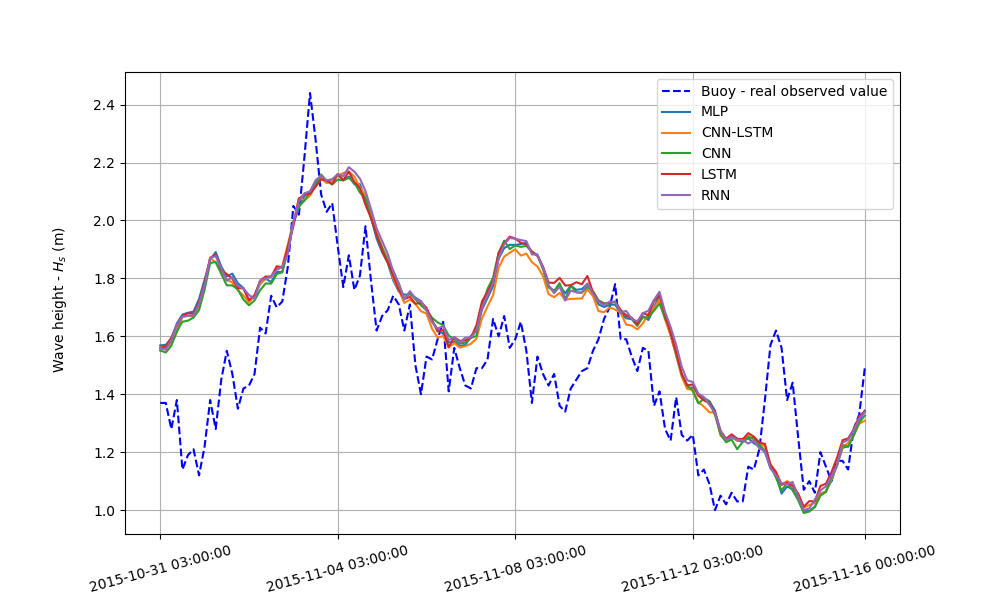 Buoy - real observed value
MLP
CNN-LSTM
CNN
LSTM
RNN
Wave height - Hs (m)
2.4
2.2
2.0
1.8
1.6
1.4
1.2
1.0
2015-10-31 03:00:00
2015-11-04 03:00:00
2015-11-08 03:00:00
2015-11-12 03:00:00
2015-11-16 00:00:00